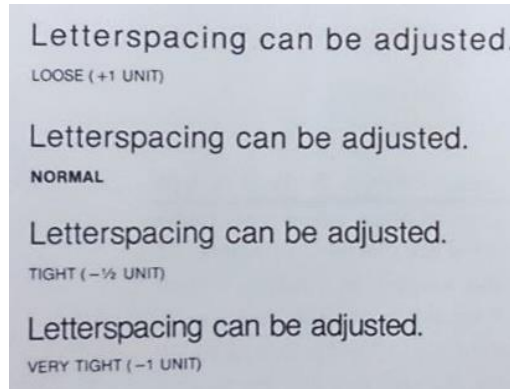 Letterspacing can be adjusted.
LOOSE (+1 UNIT)
Letterspacing can be adjusted.
NORMAL
Letterspacing can be adjusted.
TIGHT (−½ UNIT)
Letterspacing can be adjusted.
VERY TIGHT (−1 UNIT)